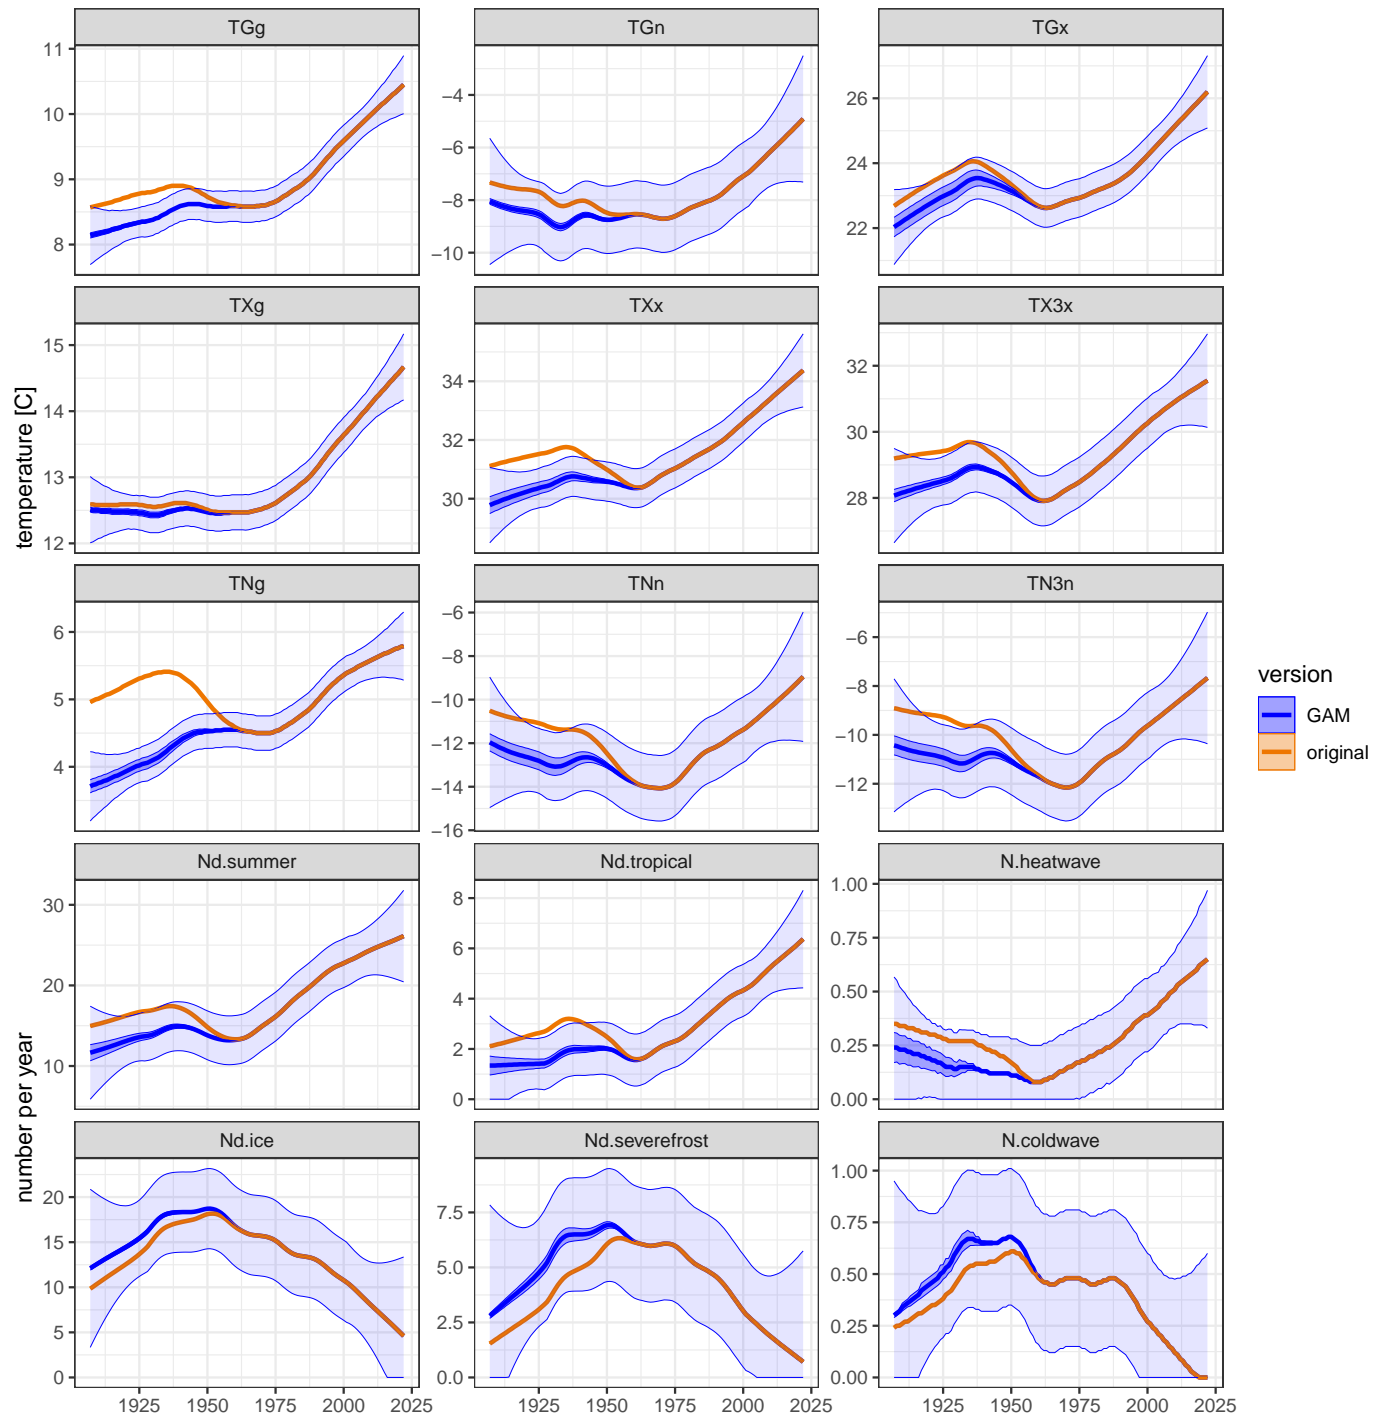 TGg
TGn
TGx
11
10
9
8
−4
−6
−8
−10
26
24
22
TXg
TXx
TX3x
15
14
13
12
34
32
30
32
30
28
temperature [C]
TNg
TNn
TN3n
6
5
4
−6
−8
−10
−12
−14
−16
−6
−8
−10
−12
version
GAM
original
Nd.summer
Nd.tropical
N.heatwave
30
20
10
8
6
4
2
0
1.00
0.75
0.50
0.25
0.00
number per year
Nd.ice
Nd.severefrost
N.coldwave
20
15
10
5
0
7.5
5.0
2.5
0.0
1.00
0.75
0.50
0.25
0.00
1925 1950 1975 2000 2025
1925 1950 1975 2000 2025
1925 1950 1975 2000 2025